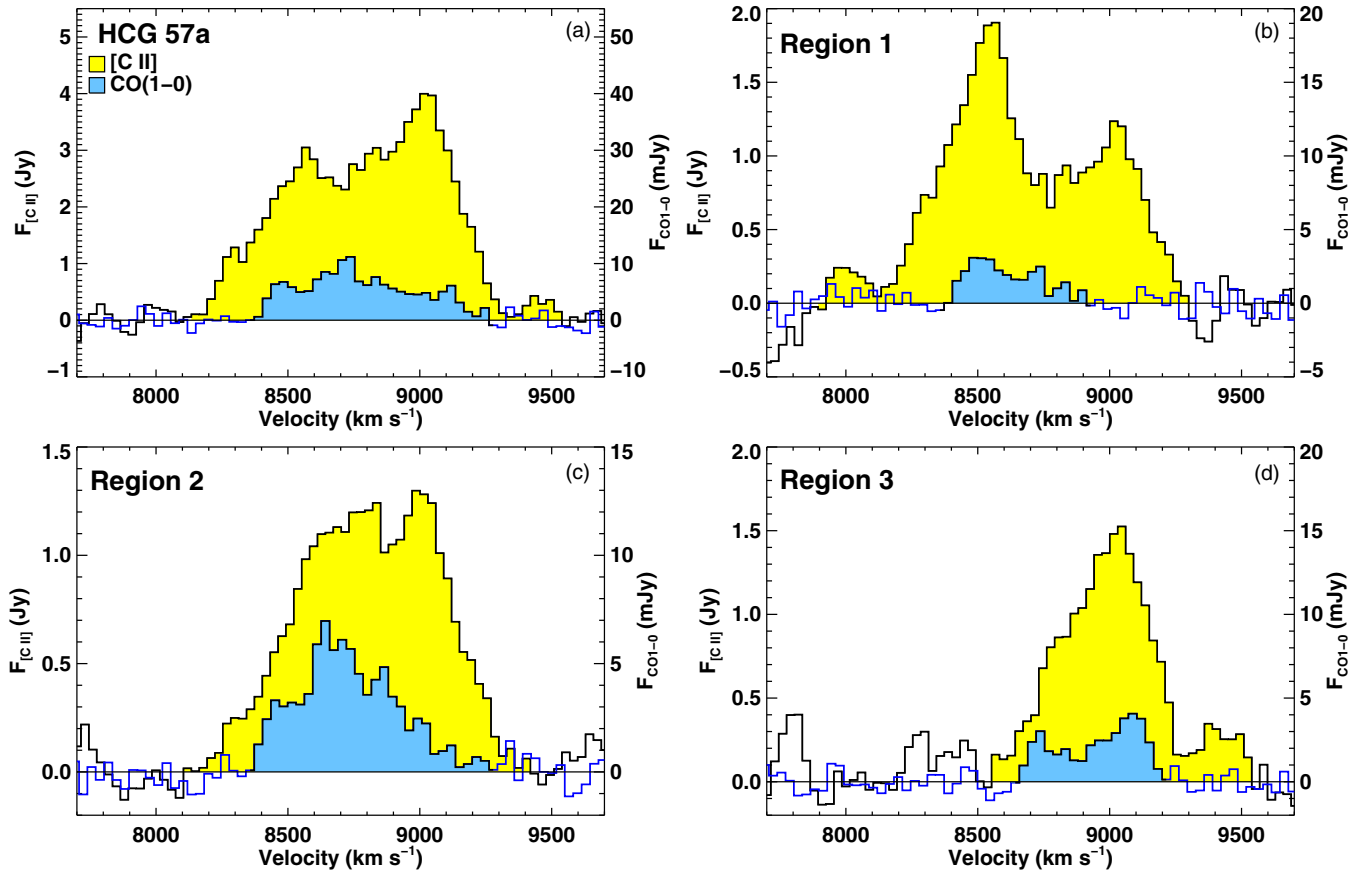 HCG 57a
(a)
[C II]
CO(1−0)
5
4
3
2
1
0
−1
50
40
30
20
10
0
−10
F[C II] (Jy)
FCO1−0 (mJy)
8000 8500 9000 9500
Velocity (km s−1)
Region 1
(b)
2.0
1.5
1.0
0.5
0.0
−0.5
20
15
10
5
0
−5
F[C II] (Jy)
FCO1−0 (mJy)
8000 8500 9000 9500
Velocity (km s−1)
Region 2
(c)
1.5
1.0
0.5
0.0
15
10
5
0
F[C II] (Jy)
FCO1−0 (mJy)
8000 8500 9000 9500
Velocity (km s−1)
Region 3
(d)
2.0
1.5
1.0
0.5
0.0
20
15
10
5
0
F[C II] (Jy)
FCO1−0 (mJy)
8000 8500 9000 9500
Velocity (km s−1)